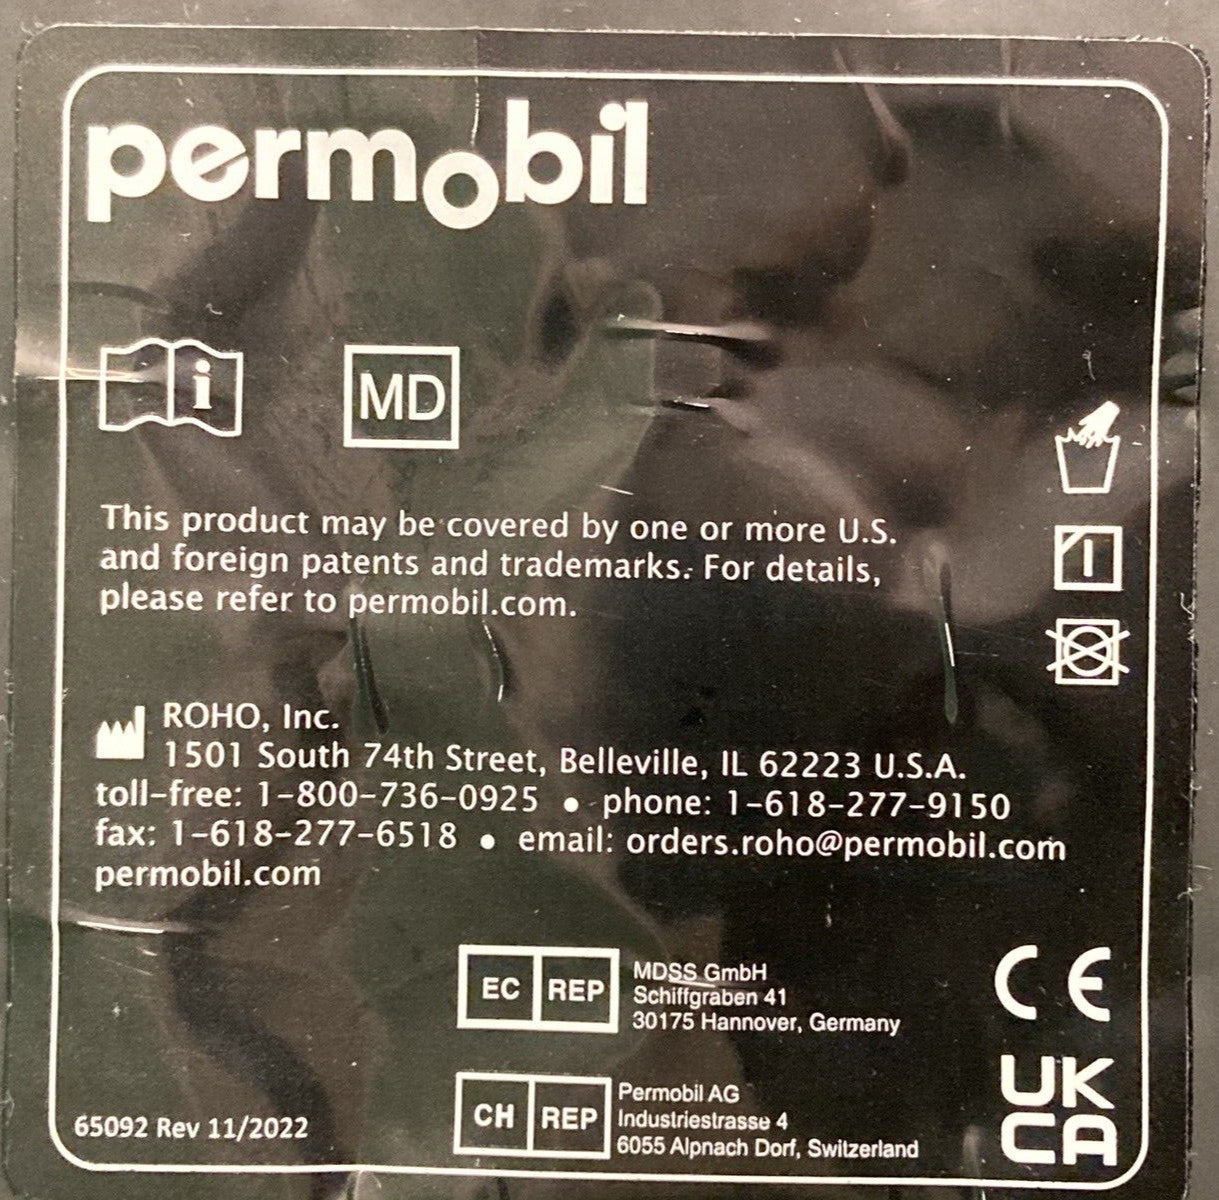 permobil
i
MD
This product may be covered by one or more U.S.
and foreign patents and trademarks. For details,
please refer to permobil.com.
ROHO, Inc.
1501 South 74th Street, Belleville, IL 62223 U.S.A.
toll-free: 1-800-736-0925 • phone: 1-618-277-9150
fax: 1-618-277-6518 • email: orders.roho@permobil.com
permobil.com
EC REP
MDSS GmbH
Schiffgraben 41
30175 Hannover, Germany
CE
CH REP
Permobil AG
Industriestrasse 4
6055 Alpnach Dorf, Switzerland
UK
CA
65092 Rev 11/2022